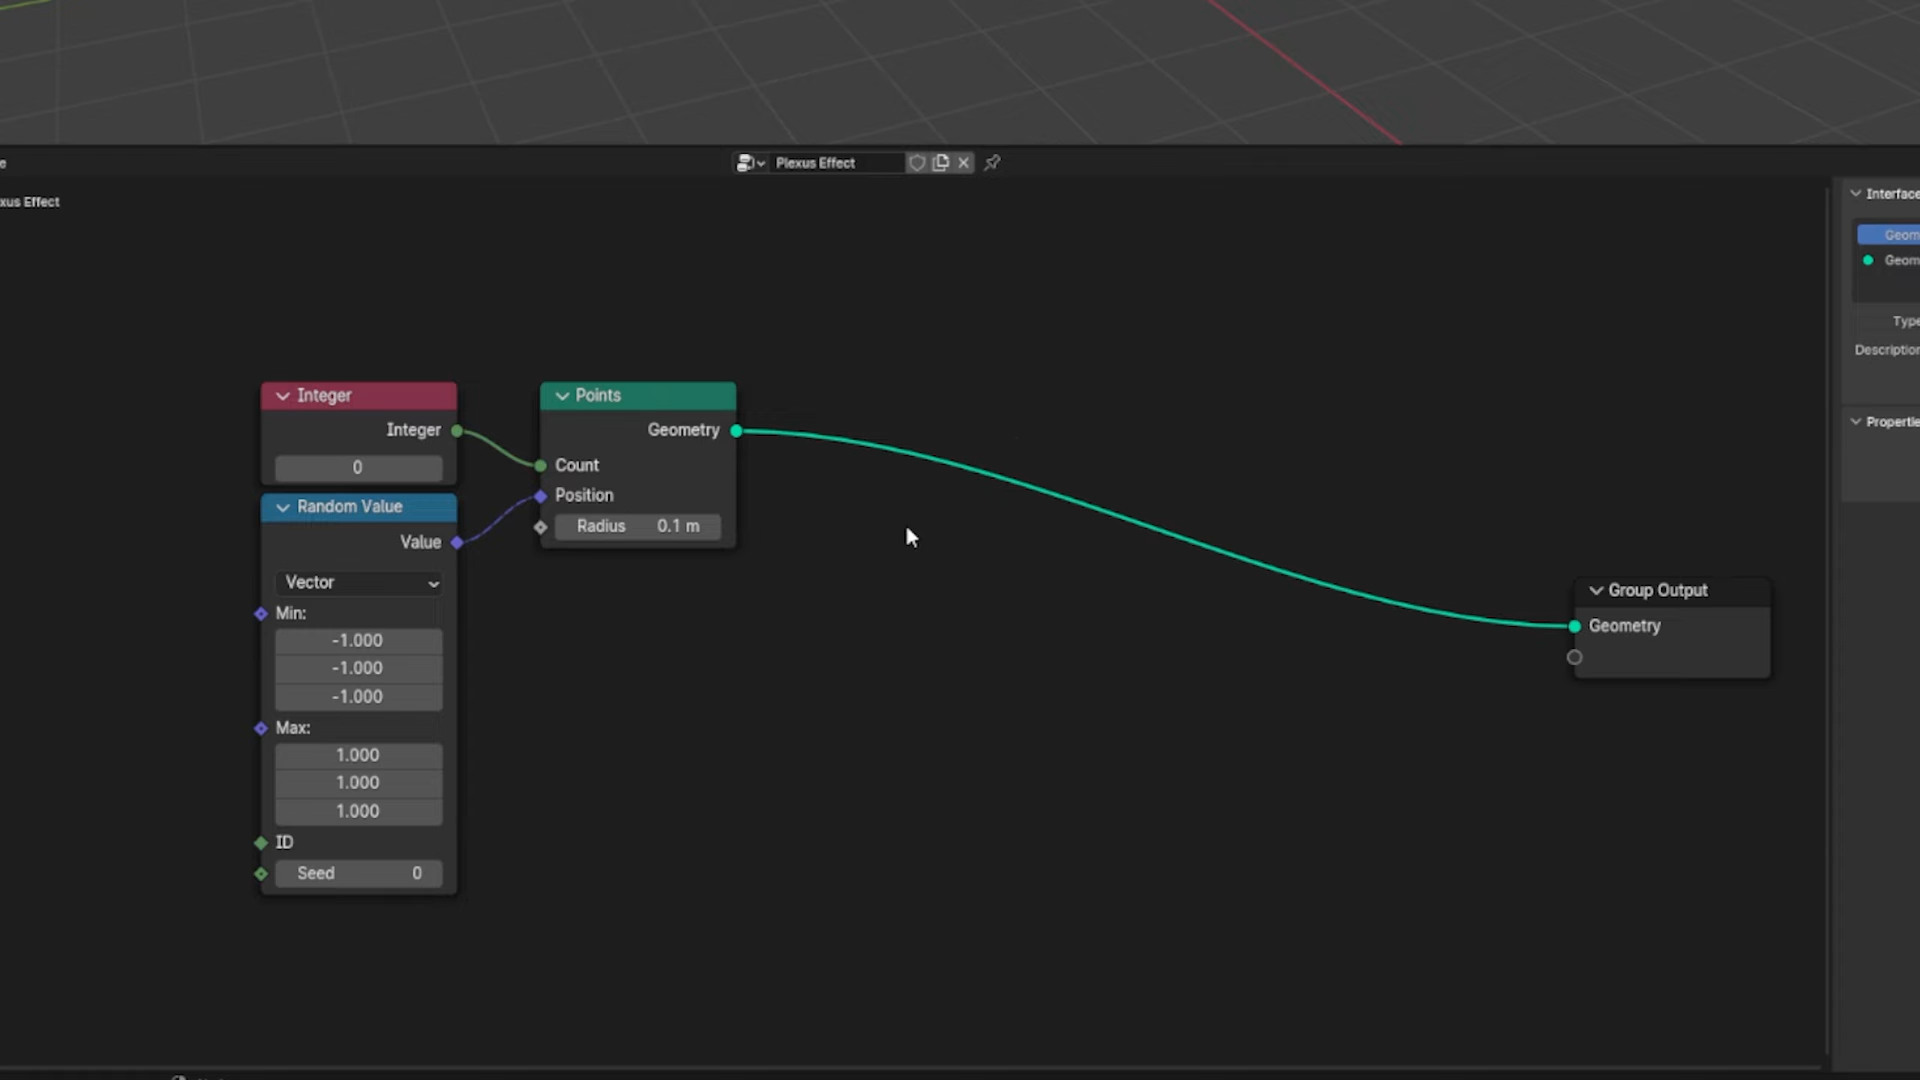 e
Plexus Effect
xus Effect
Interface
Geom
Geom
Type
Description
Properties
Integer
Integer
0
Random Value
Value
Vector
Min:
-1.000
-1.000
-1.000
Max:
1.000
1.000
1.000
ID
Seed 0
Points
Geometry
Count
Position
Radius 0.1 m
Group Output
Geometry